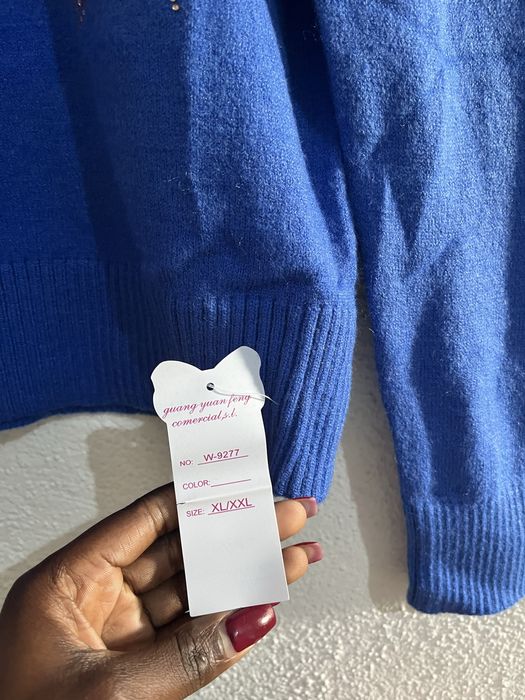 guang yuan feng
comercial,s.l.
NO: W-9277
COLOR:
SIZE: XL/XXL